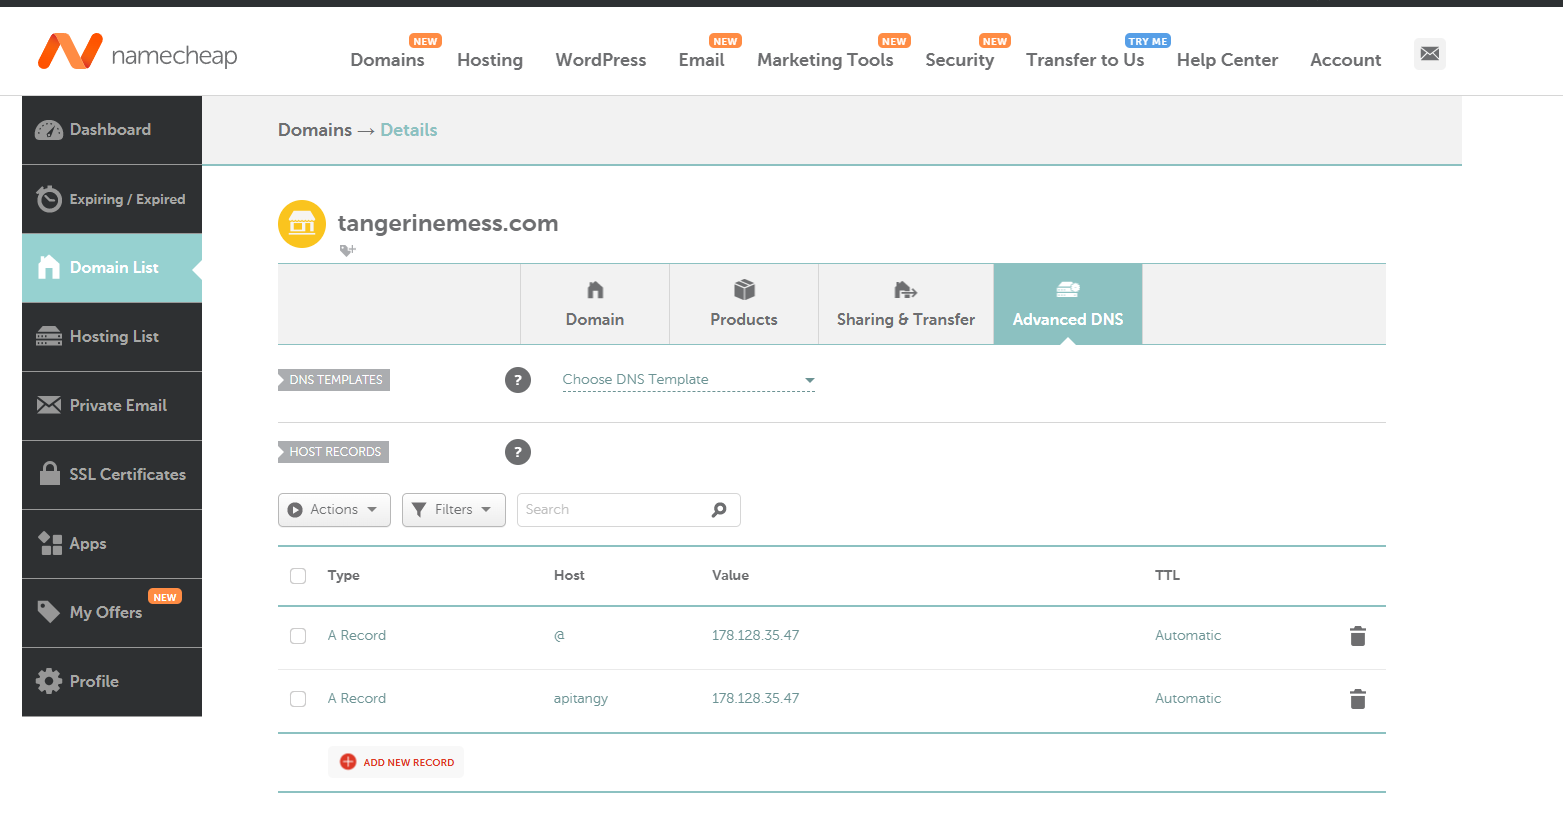 namecheap
Domains NEW
Hosting
WordPress
Email NEW
Marketing Tools NEW
Security NEW
Transfer to Us TRY ME
Help Center
Account
Dashboard
Expiring / Expired
Domain List
Hosting List
Private Email
SSL Certificates
Apps
My Offers NEW
Profile
Domains → Details
tangerinemess.com
Domain
Products
Sharing & Transfer
Advanced DNS
DNS TEMPLATES ? Choose DNS Template
HOST RECORDS ?
Actions Filters Search
Type Host Value TTL
A Record @ 178.128.35.47 Automatic
A Record apitangy 178.128.35.47 Automatic
ADD NEW RECORD